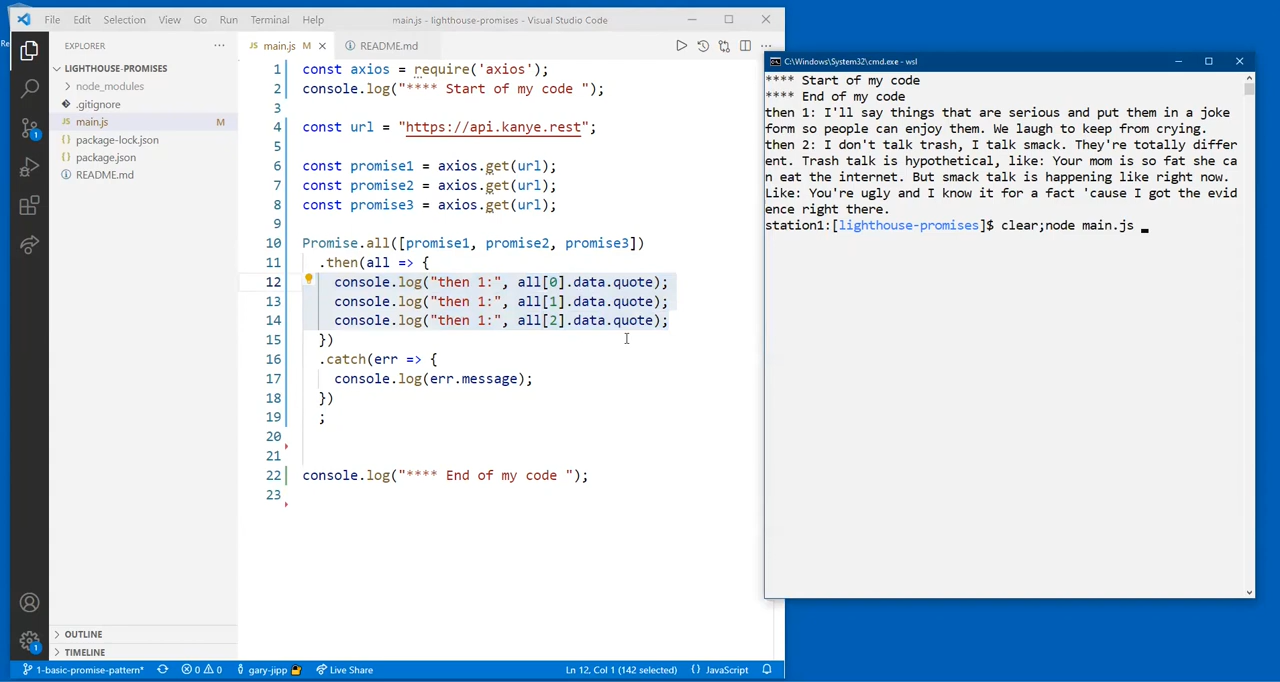 File Edit Selection View Go Run Terminal Help main.js - lighthouse-promises - Visual Studio Code
EXPLORER ···
LIGHTHOUSE-PROMISES
node_modules
.gitignore
JS main.js M
{} package-lock.json
{} package.json
README.md
OUTLINE
TIMELINE
1
1
JS main.js M
README.md
1 const axios = require('axios');
2 console.log("**** Start of my code ");
3
4 const url = "https://api.kanye.rest";
5
6 const promise1 = axios.get(url);
7 const promise2 = axios.get(url);
8 const promise3 = axios.get(url);
9
10 Promise.all([promise1, promise2, promise3])
11 .then(all => {
12 console.log("then 1:", all[0].data.quote);
13 console.log("then 1:", all[1].data.quote);
14 console.log("then 1:", all[2].data.quote);
15 })
16 .catch(err => {
17 console.log(err.message);
18 })
19 ;
20
21
22 console.log("**** End of my code ");
23
1-basic-promise-pattern* 0 0 gary-jipp Live Share Ln 12, Col 1 (142 selected) {} JavaScript
C:\Windows\System32\cmd.exe - wsl
**** Start of my code
**** End of my code
then 1: I'll say things that are serious and put them in a joke
form so people can enjoy them. We laugh to keep from crying.
then 2: I don't talk trash, I talk smack. They're totally differ
ent. Trash talk is hypothetical, like: Your mom is so fat she ca
n eat the internet. But smack talk is happening like right now.
Like: You're ugly and I know it for a fact 'cause I got the evid
ence right there.
station1:[lighthouse-promises]$ clear;node main.js
Re